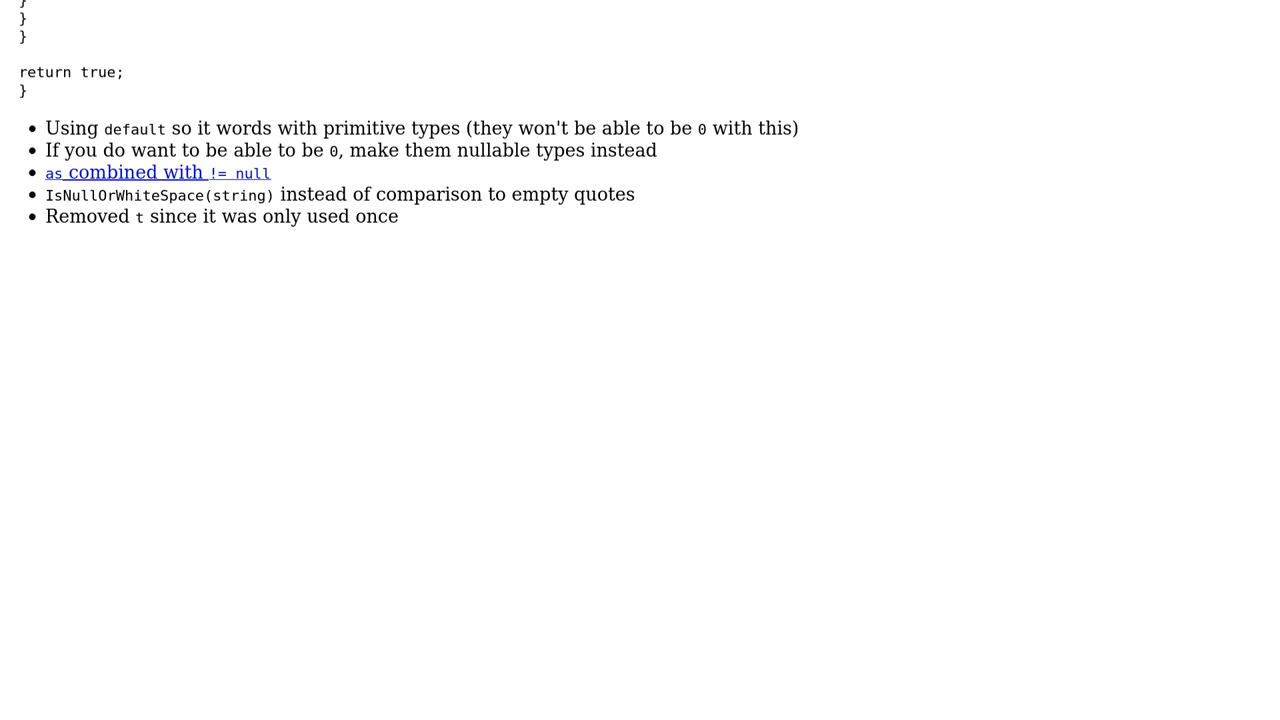 }
}
}
return true;
}
• Using default so it words with primitive types (they won't be able to be 0 with this)
• If you do want to be able to be 0, make them nullable types instead
• as combined with != null
• IsNullOrWhiteSpace(string) instead of comparison to empty quotes
• Removed t since it was only used once